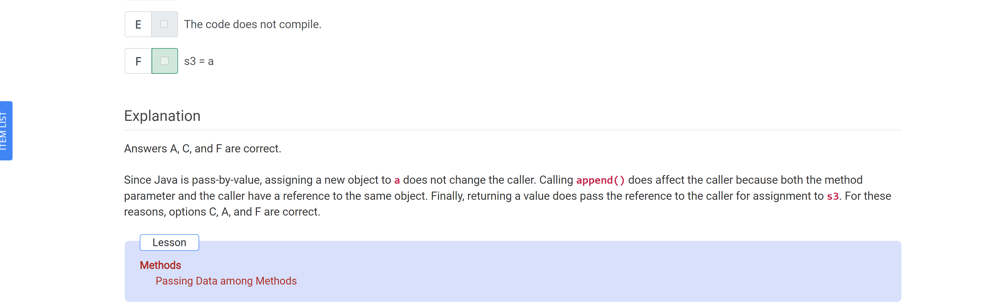 E The code does not compile.
F s3 = a
ITEM LIST
Explanation
Answers A, C, and F are correct.
Since Java is pass-by-value, assigning a new object to a does not change the caller. Calling append() does affect the caller because both the method
parameter and the caller have a reference to the same object. Finally, returning a value does pass the reference to the caller for assignment to s3. For these
reasons, options C, A, and F are correct.
Lesson
Methods
Passing Data among Methods